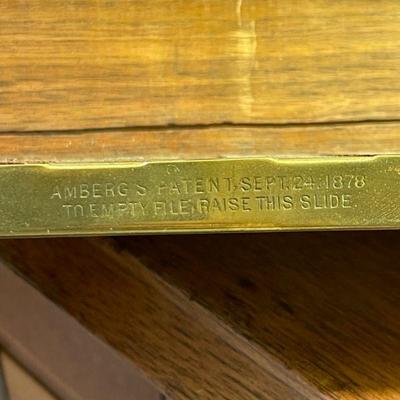 AMBERG'S PATENT, SEPT. 24. 1878
TO EMPTY FILE, RAISE THIS SLIDE.